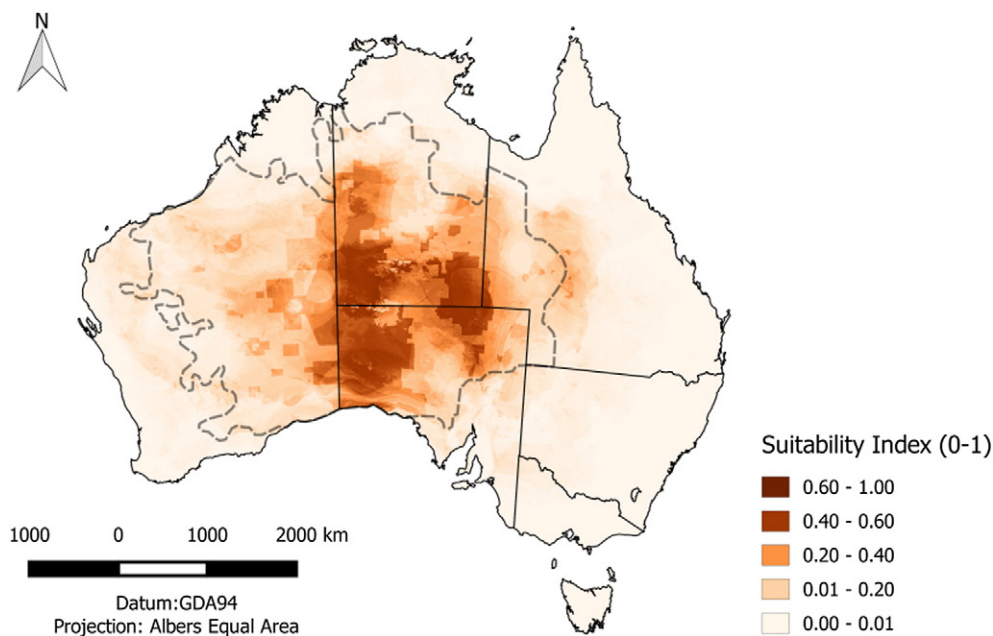 N
Suitability Index (0-1)
0.60 - 1.00
0.40 - 0.60
0.20 - 0.40
0.01 - 0.20
0.00 - 0.01
1000 0 1000 2000 km
Datum:GDA94
Projection: Albers Equal Area